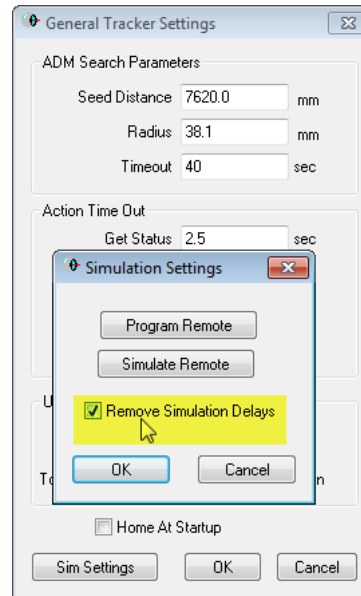 General Tracker Settings
ADM Search Parameters
Seed Distance 7620.0 mm
Radius 38.1 mm
Timeout 40 sec
Action Time Out
Get Status 2.5 sec
Simulation Settings
Program Remote
Simulate Remote
Remove Simulation Delays
OK Cancel
Home At Startup
Sim Settings OK Cancel